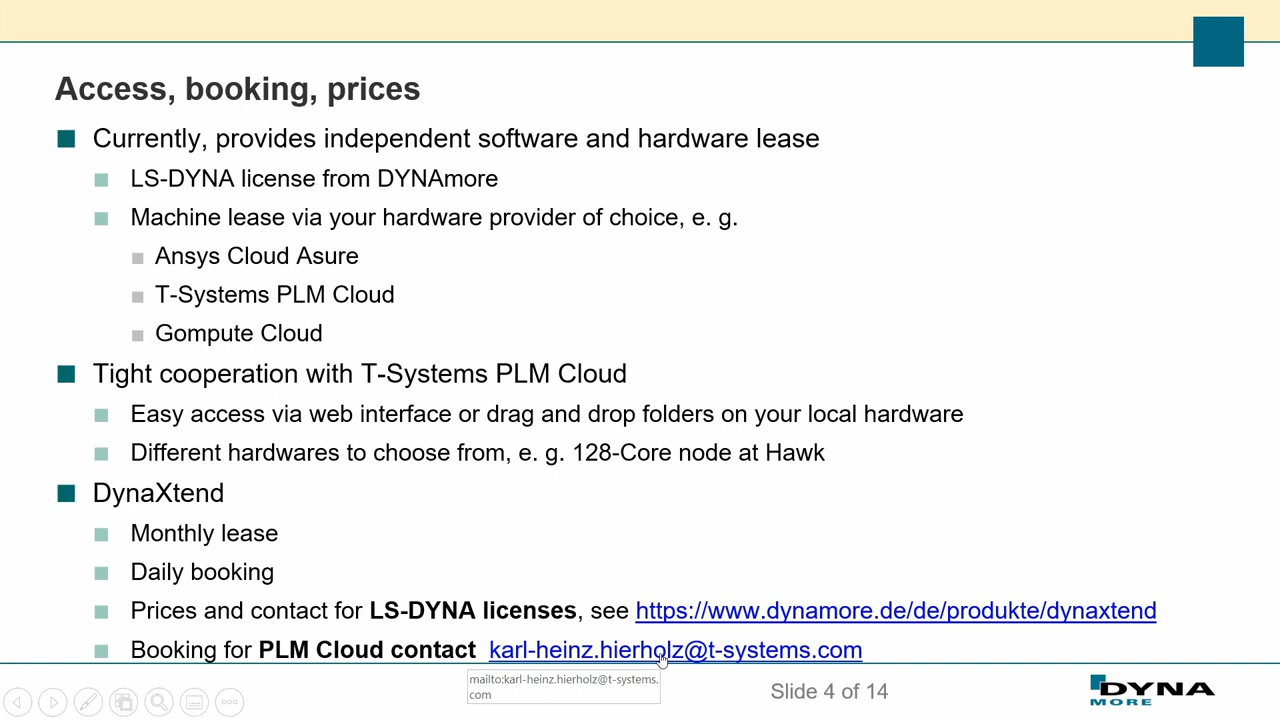 Access, booking, prices
Currently, provides independent software and hardware lease
LS-DYNA license from DYNAmore
Machine lease via your hardware provider of choice, e. g.
Ansys Cloud Asure
T-Systems PLM Cloud
Gompute Cloud
Tight cooperation with T-Systems PLM Cloud
Easy access via web interface or drag and drop folders on your local hardware
Different hardwares to choose from, e. g. 128-Core node at Hawk
DynaXtend
Monthly lease
Daily booking
Prices and contact for LS-DYNA licenses, see https://www.dynamore.de/de/produkte/dynaxtend
Booking for PLM Cloud contact karl-heinz.hierholz@t-systems.com
mailto:karl-heinz.hierholz@t-systems.
com
Slide 4 of 14
DYNA
MORE